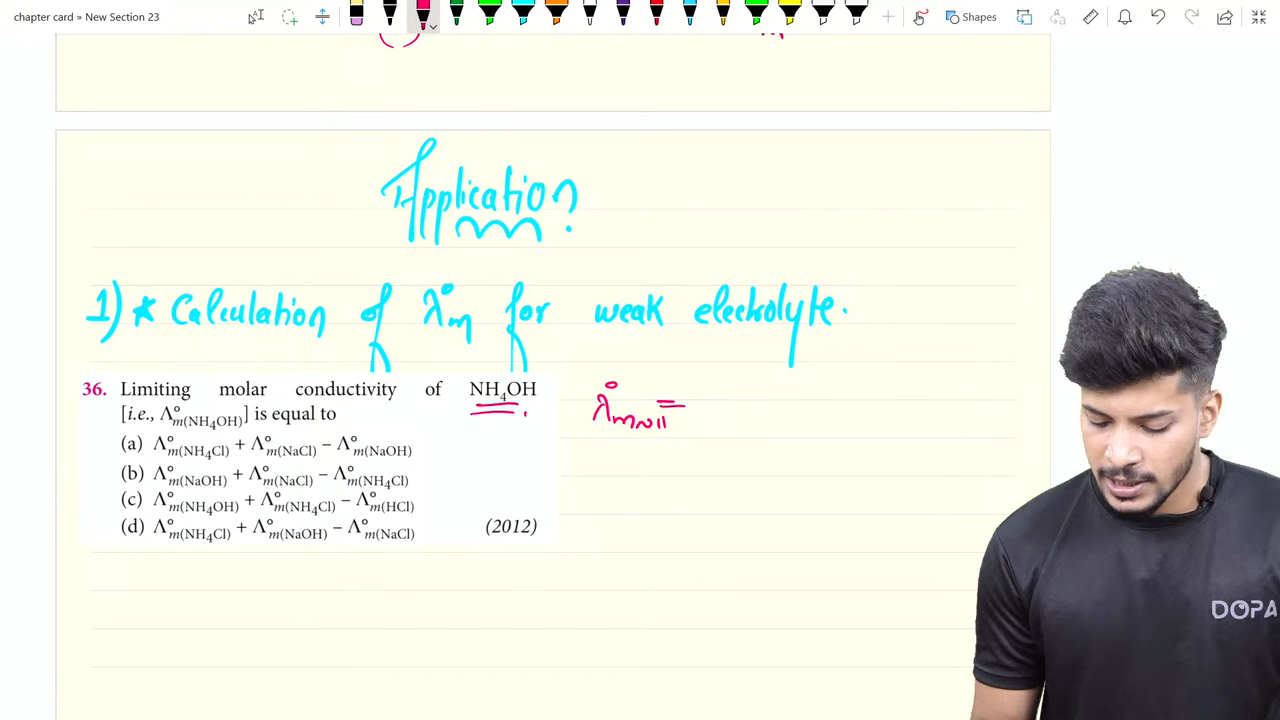 chapter card » New Section 23
Shapes
Application?
1) * Calculation of λ°m for weak electrolyte.
36. Limiting molar conductivity of NH₄OH
[i.e., Λ°m(NH₄OH)] is equal to
(a) Λ°m(NH₄Cl) + Λ°m(NaCl) – Λ°m(NaOH)
(b) Λ°m(NaOH) + Λ°m(NaCl) – Λ°m(NH₄Cl)
(c) Λ°m(NH₄OH) + Λ°m(NH₄Cl) – Λ°m(HCl)
(d) Λ°m(NH₄Cl) + Λ°m(NaOH) – Λ°m(NaCl) (2012)
λ°m
DOPA